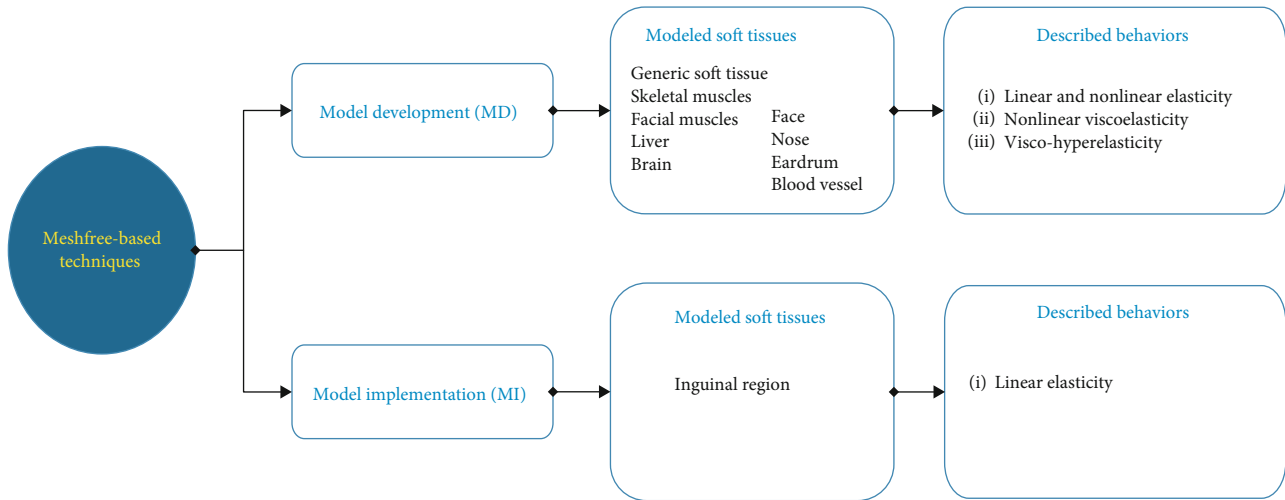 Meshfree-based
techniques
Model development (MD)
Modeled soft tissues
Generic soft tissue
Skeletal muscles
Facial muscles
Liver
Brain
Face
Nose
Eardrum
Blood vessel
Described behaviors
(i) Linear and nonlinear elasticity
(ii) Nonlinear viscoelasticity
(iii) Visco-hyperelasticity
Model implementation (MI)
Modeled soft tissues
Inguinal region
Described behaviors
(i) Linear elasticity